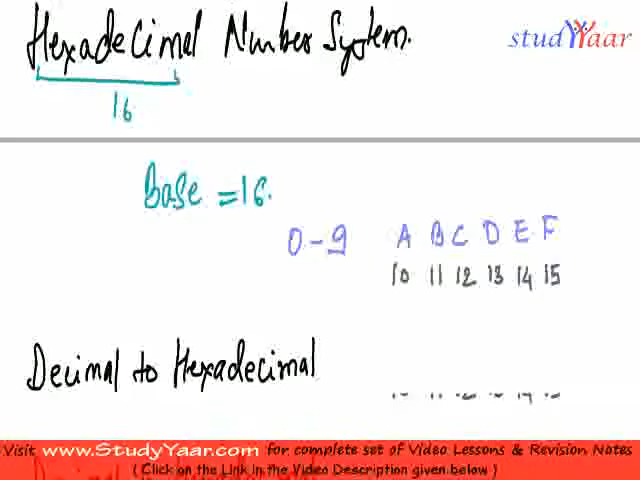 Hexadecimal Number System.
studYYaar
16
Base = 16.
0 - 9 A B C D E F
10 11 12 13 14 15
Decimal to Hexadecimal
Visit www.StudyYaar.com for complete set of Video Lessons & Revision Notes
( Click on the Link in the Video Description given below )